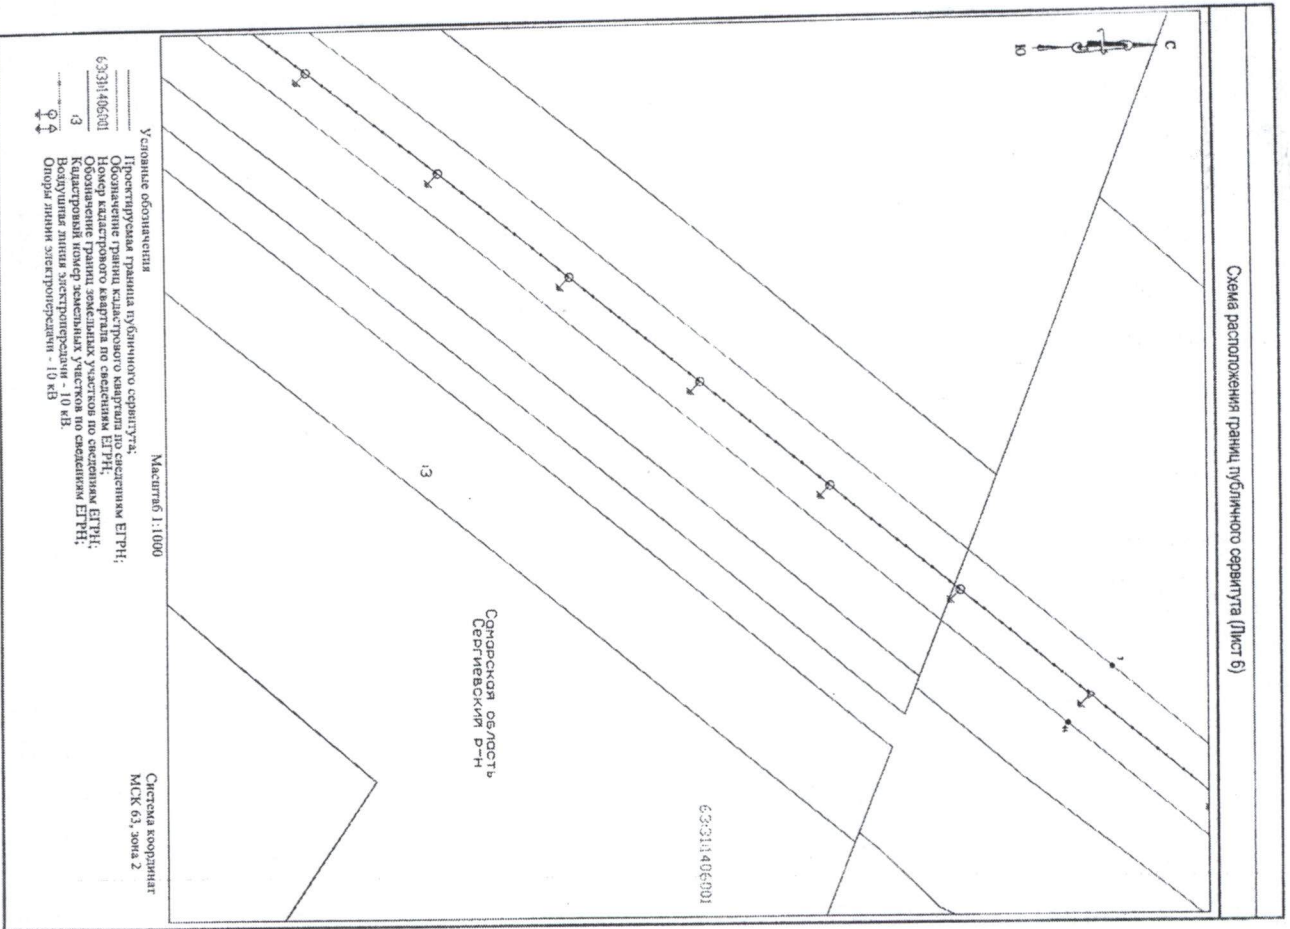 Схема расположения границ публичного сервитута (Лист 6)
С
Ю
:3
Самарская область
Сергиевский р-н
63:31:1406001
Масштаб 1:1000
Система координат
МСК 63, зона 2
Условные обозначения
Проектируемая граница публичного сервитута;
Обозначение границ кадастрового квартала по сведениям ЕГРН;
63:31:1406001 Номер кадастрового квартала по сведениям ЕГРН;
Обозначение границ земельных участков по сведениям ЕГРН;
:3 Кадастровый номер земельных участков по сведениям ЕГРН;
Воздушная линия электропередачи - 10 кВ.
Опоры линии электропередачи - 10 кВ